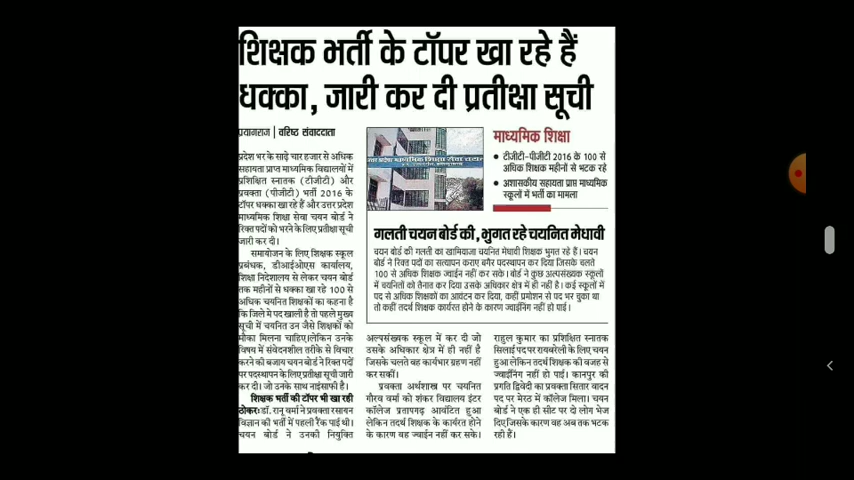 शिक्षक भर्ती के टॉपर खा रहे हैं
धक्का, जारी कर दी प्रतीक्षा सूची
प्रयागराज | वरिष्ठ संवाददाता
प्रदेश भर के साढ़े चार हजार से अधिक
सहायता प्राप्त माध्यमिक विद्यालयों में
प्रशिक्षित स्नातक (टीजीटी) और
प्रवक्ता (पीजीटी) भर्ती 2016 के
टॉपर धक्का खा रहे हैं और उत्तर प्रदेश
माध्यमिक शिक्षा सेवा चयन बोर्ड ने
रिक्त पदों को भरने के लिए प्रतीक्षा सूची
जारी कर दी।
समायोजन के लिए शिक्षक स्कूल
प्रबंधक, डीआईओएस कार्यालय,
शिक्षा निदेशालय से लेकर चयन बोर्ड
तक महीनों से धक्का खा रहे 100 से
अधिक चयनित शिक्षकों का कहना है
कि जिले मे पद खाली है तो पहले मुख्य
सूची में चयनित उन जैसे शिक्षकों को
मौका मिलना चाहिए।लेकिन उनके
विषय में संवेदनशील तरीके से विचार
करने की बजाय चयन बोर्ड ने रिक्त पदों
पर पदस्थापन के लिए प्रतीक्षा सूची जारी
कर दी। जो उनके साथ नाइंसाफी है।
शिक्षक भर्ती की टॉपर भी खा रही
ठोकर: डॉ. रानू वर्मा ने प्रवक्ता रसायन
विज्ञान की भर्ती में पहली रैंक पाई थी।
चयन बोर्ड ने उनकी नियुक्ति
माध्यमिक शिक्षा
• टीजीटी-पीजीटी 2016 के 100 से
अधिक शिक्षक महीनों से भटक रहे
• अशासकीय सहायता प्राप्त माध्यमिक
स्कूलों में भर्ती का मामला
गलती चयन बोर्ड की, भुगत रहे चयनित मेधावी
चयन बोर्ड की गलती का खामियाजा चयनित मेधावी शिक्षक भुगत रहे हैं। चयन
बोर्ड ने रिक्त पदों का सत्यापन कराए बगैर पदस्थापन कर दिया जिसके चलते
100 से अधिक शिक्षक ज्वाईन नहीं कर सके। बोर्ड ने कुछ अल्पसंख्यक स्कूलों
में चयनितों को तैनात कर दिया उसके अधिकार क्षेत्र में ही नहीं है। कई स्कूलों में
पद से अधिक शिक्षकों का आवंटन कर दिया, कहीं प्रमोशन से पद भर चुका था
तो कहीं तदर्थ शिक्षक कार्यरत होने के कारण ज्वाईनिंग नहीं हो पाई।
अल्पसंख्यक स्कूल में कर दी जो
उसके अधिकार क्षेत्र में ही नहीं है
जिसके चलते वह कार्यभार ग्रहण नहीं
कर सकीं।
प्रवक्ता अर्थशास्त्र पर चयनित
गौरव वर्मा को शंकर विद्यालय इंटर
कॉलेज प्रतापगढ़ आवंटित हुआ
लेकिन तदर्थ शिक्षक के कार्यरत होने
के कारण वह ज्वाईन नहीं कर सके।
राहुल कुमार का प्रशिक्षित स्नातक
सिलाई पद पर रायबरेली के लिए चयन
हुआ लेकिन तदर्थ शिक्षक की वजह से
ज्वाईनिंग नहीं हो पाई। कानपुर की
प्रगति द्विवेदी का प्रवक्ता सितार वादन
पद पर मेरठ में कॉलेज मिला। चयन
बोर्ड ने एक ही सीट पर दो लोग भेज
दिए जिसके कारण वह अब तक भटक
रही हैं।